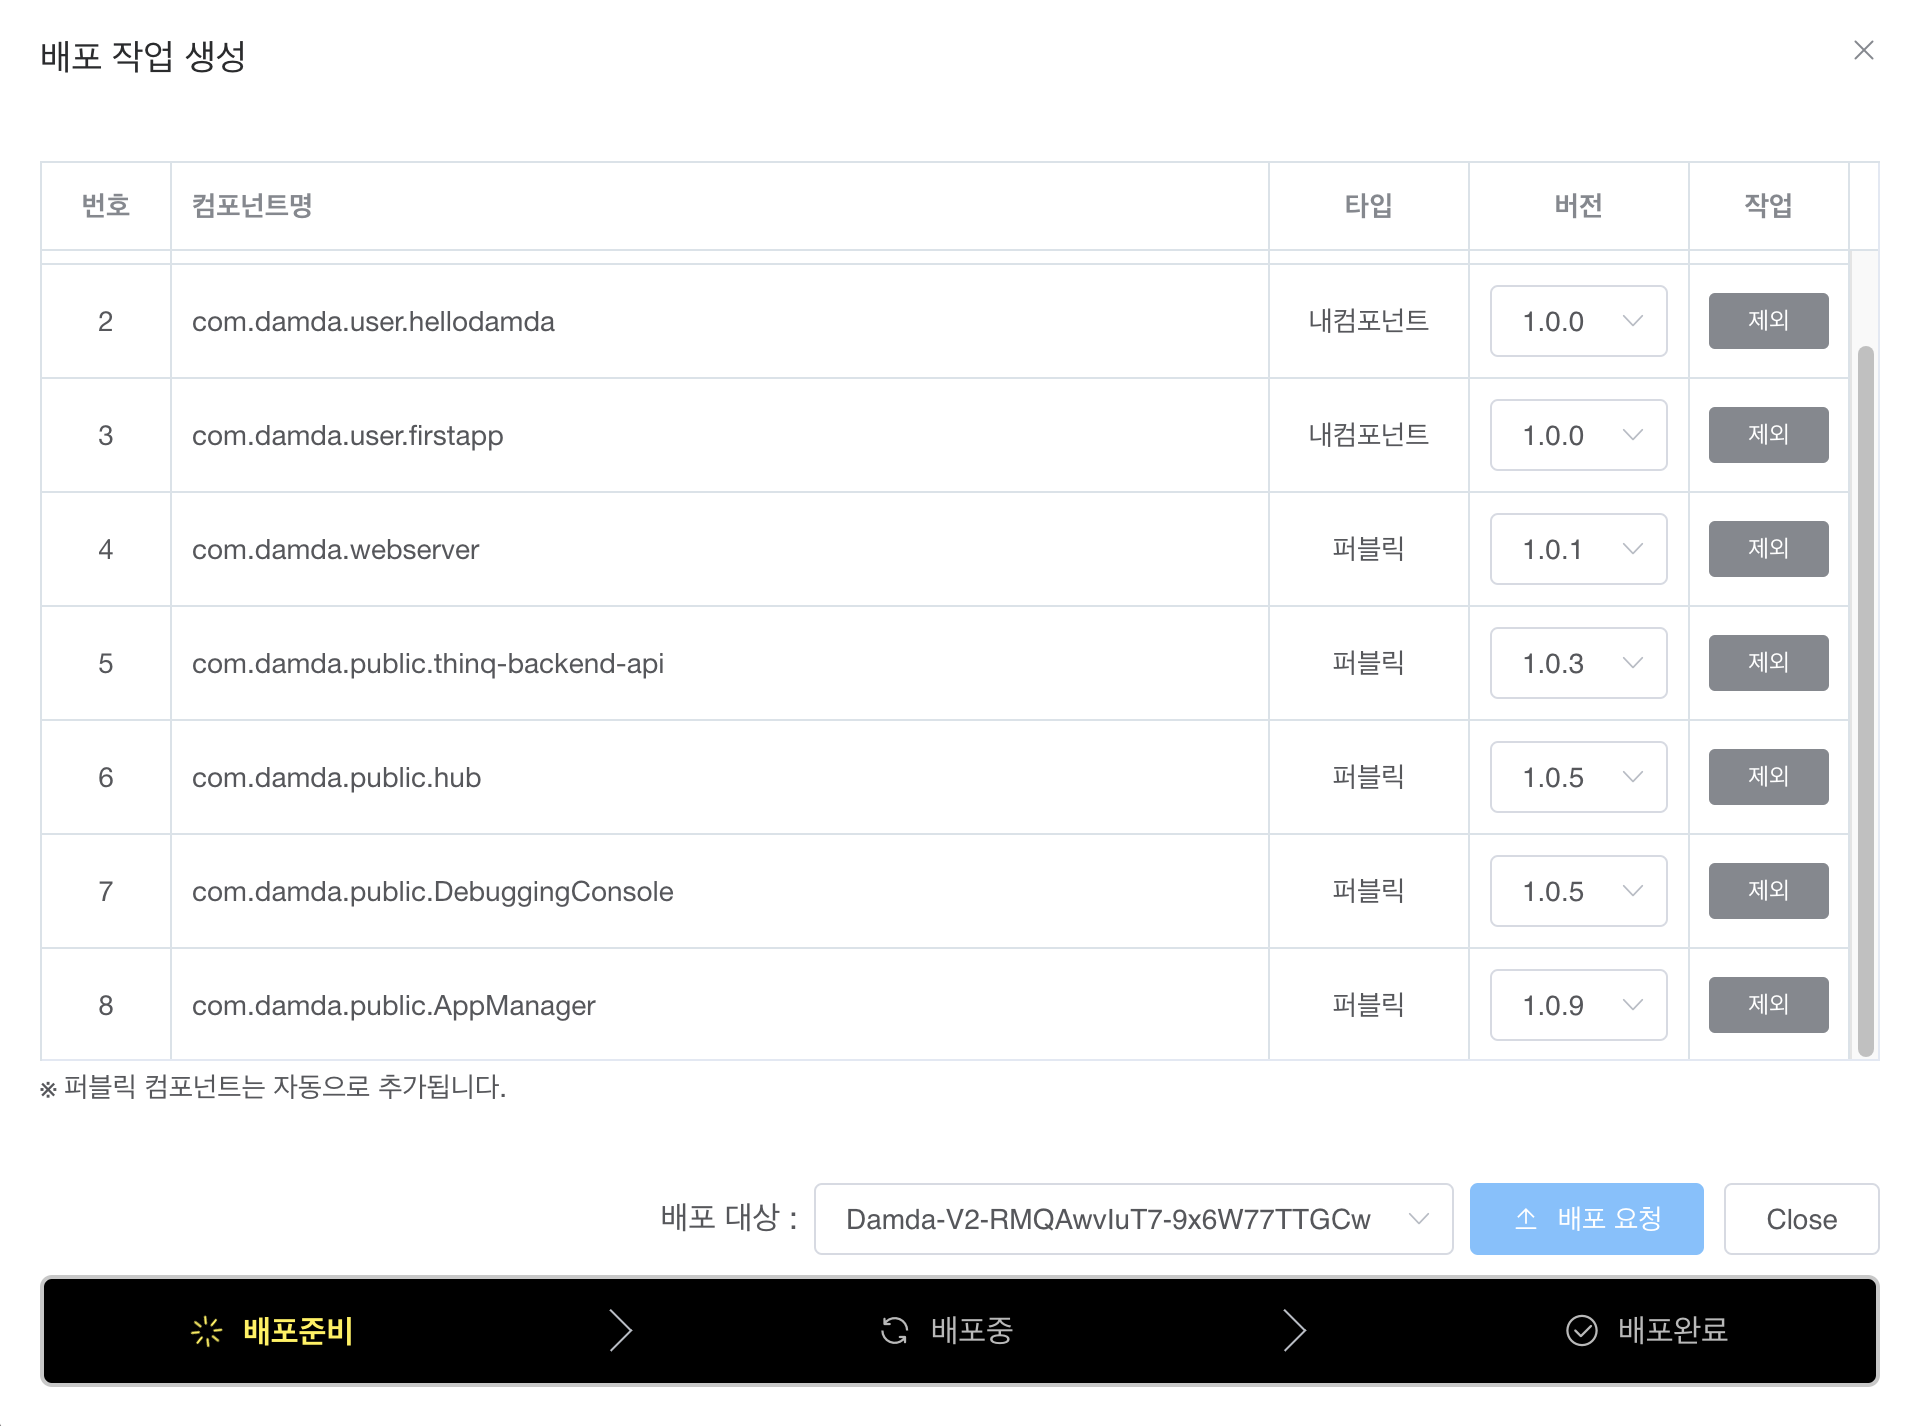 배포 작업 생성
번호 컴포넌트명 타입 버전 작업
2 com.damda.user.hellodamda 내컴포넌트 1.0.0 제외
3 com.damda.user.firstapp 내컴포넌트 1.0.0 제외
4 com.damda.webserver 퍼블릭 1.0.1 제외
5 com.damda.public.thinq-backend-api 퍼블릭 1.0.3 제외
6 com.damda.public.hub 퍼블릭 1.0.5 제외
7 com.damda.public.DebuggingConsole 퍼블릭 1.0.5 제외
8 com.damda.public.AppManager 퍼블릭 1.0.9 제외
※ 퍼블릭 컴포넌트는 자동으로 추가됩니다.
배포 대상 : Damda-V2-RMQAwvIuT7-9x6W77TTGCw 배포 요청 Close
배포준비 배포중 배포완료